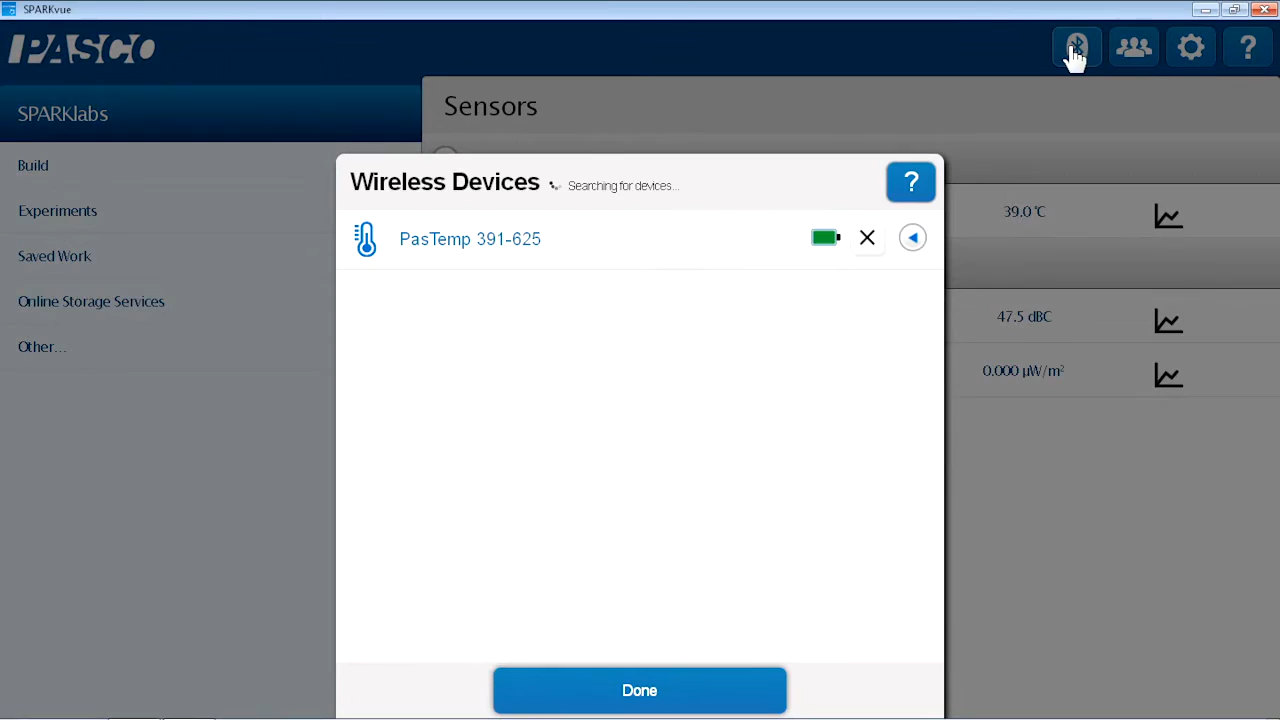 SPARKvue
PASCO
?
SPARKlabs
Sensors
Build
Experiments
Saved Work
Online Storage Services
Other...
Wireless Devices Searching for devices...
?
PasTemp 391-625
39.0 °C
47.5 dBC
0.000 µW/m²
Done